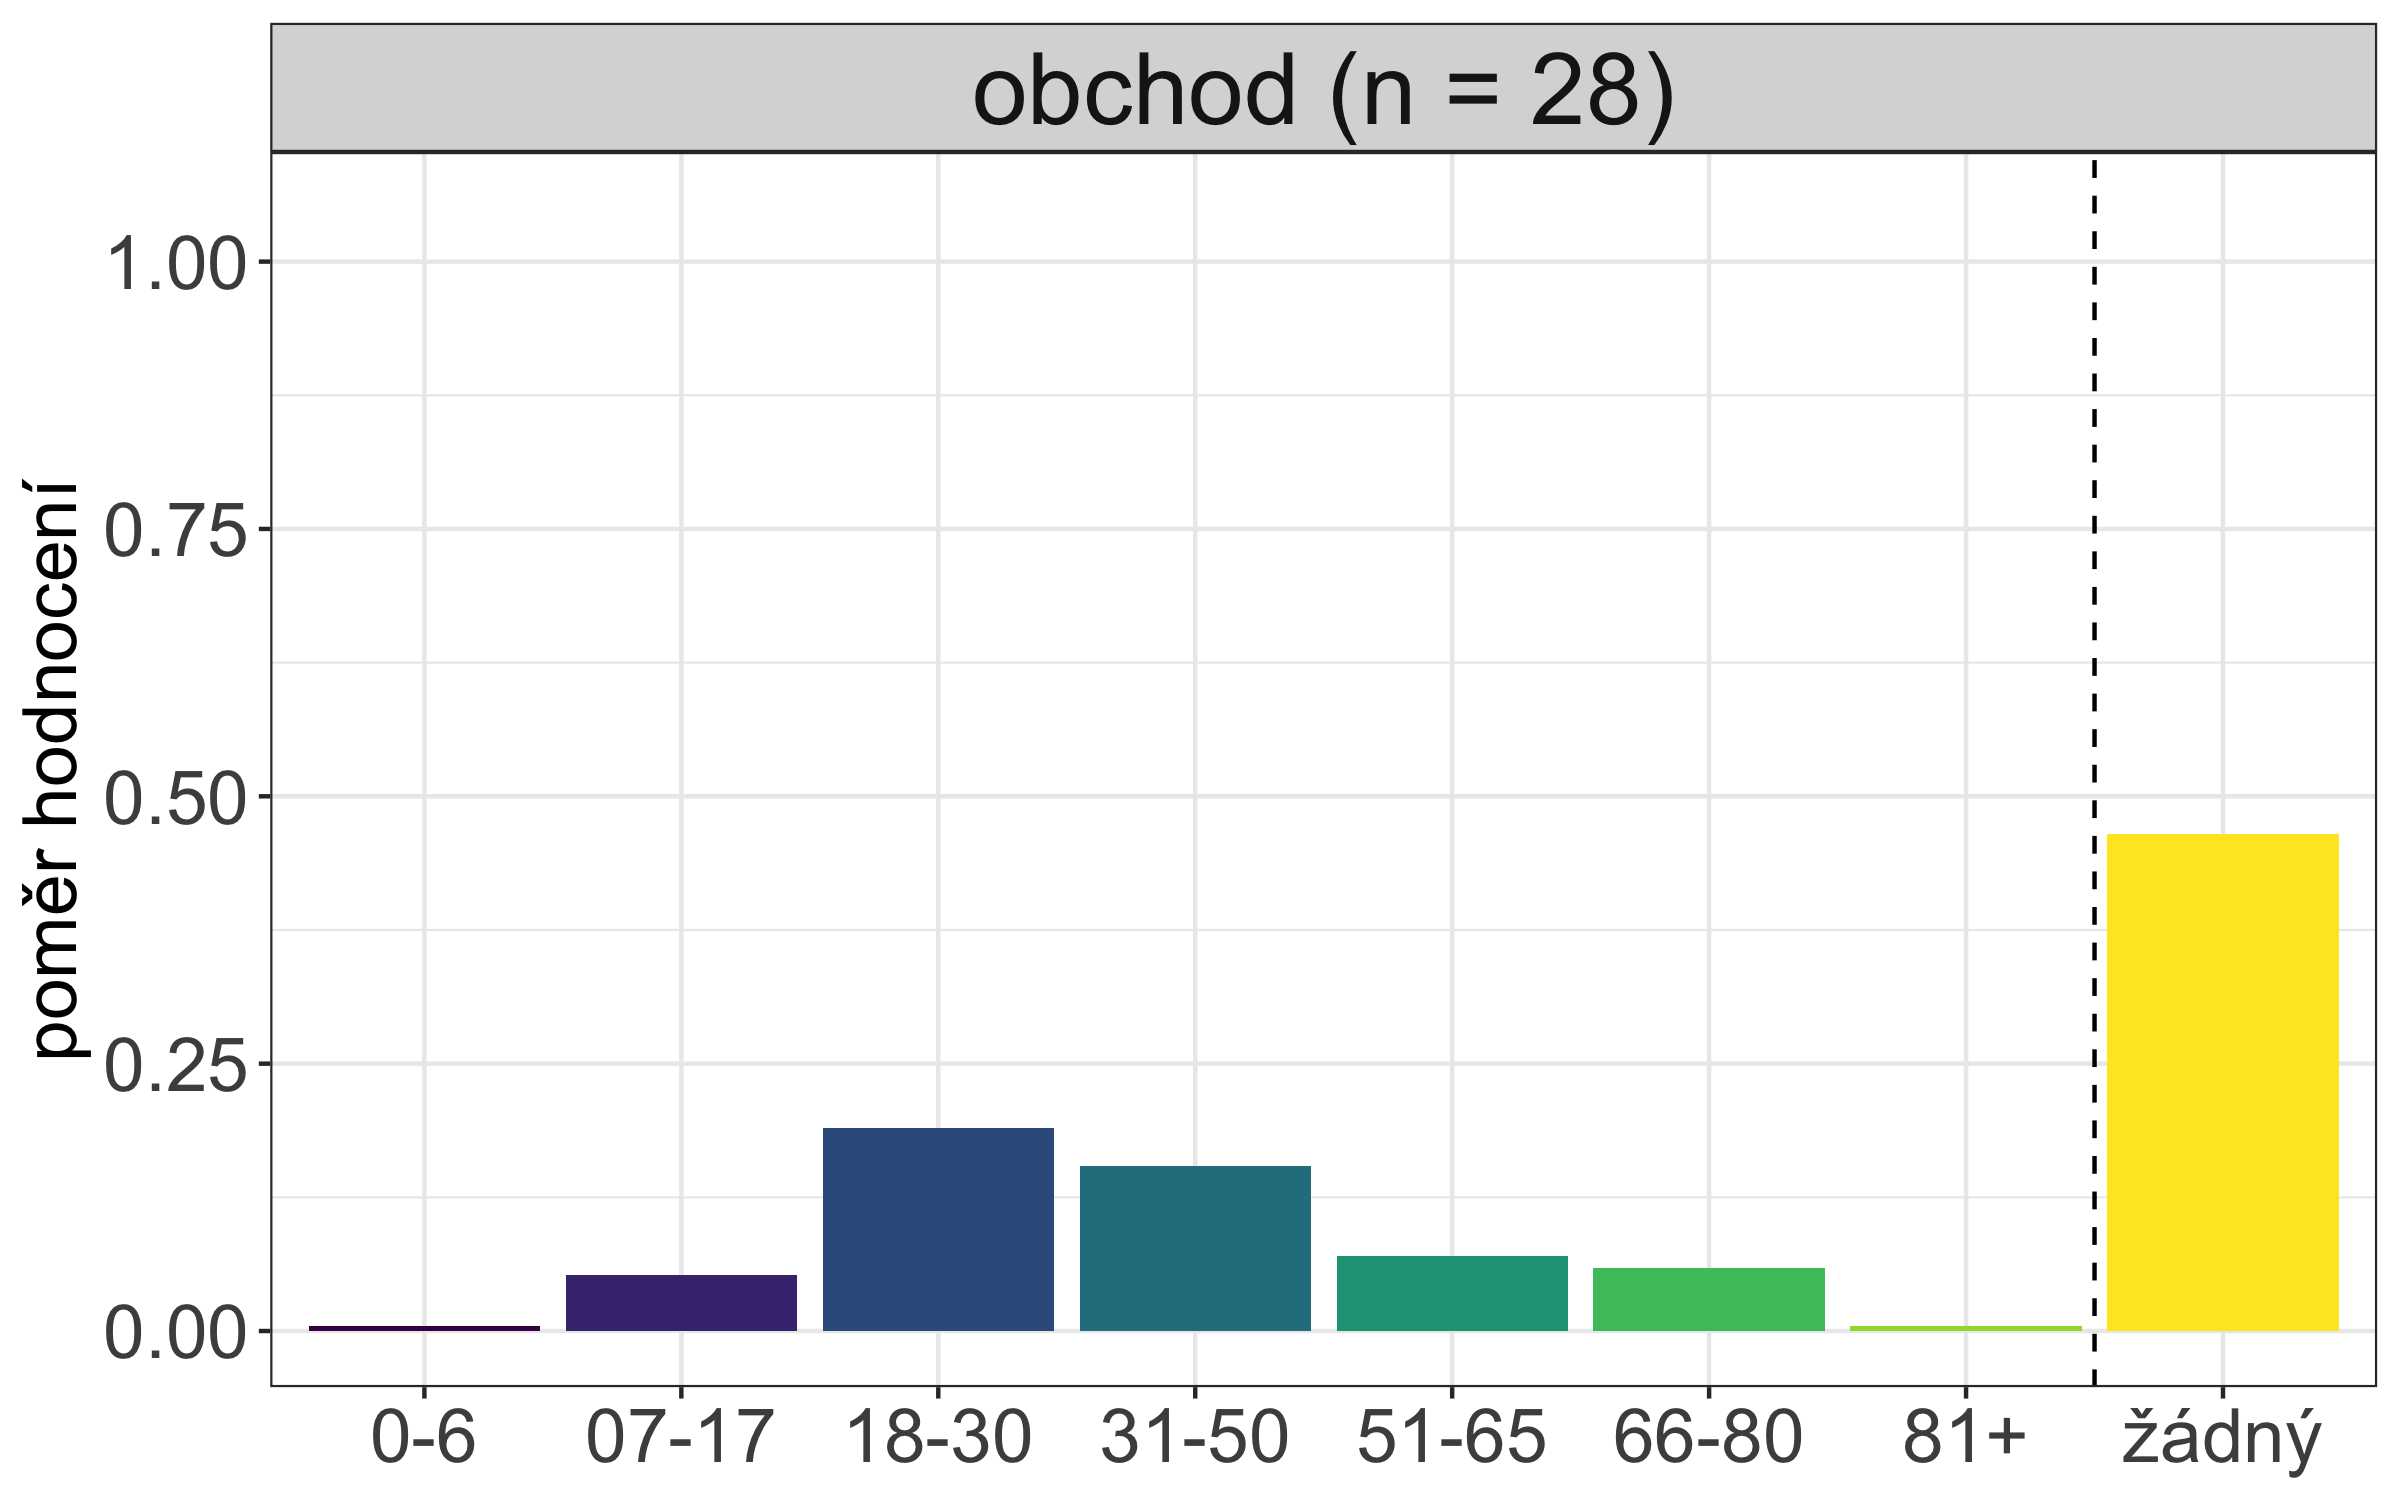 obchod (n = 28)
poměr hodnocení
1.00
0.75
0.50
0.25
0.00
0-6 07-17 18-30 31-50 51-65 66-80 81+ žádný